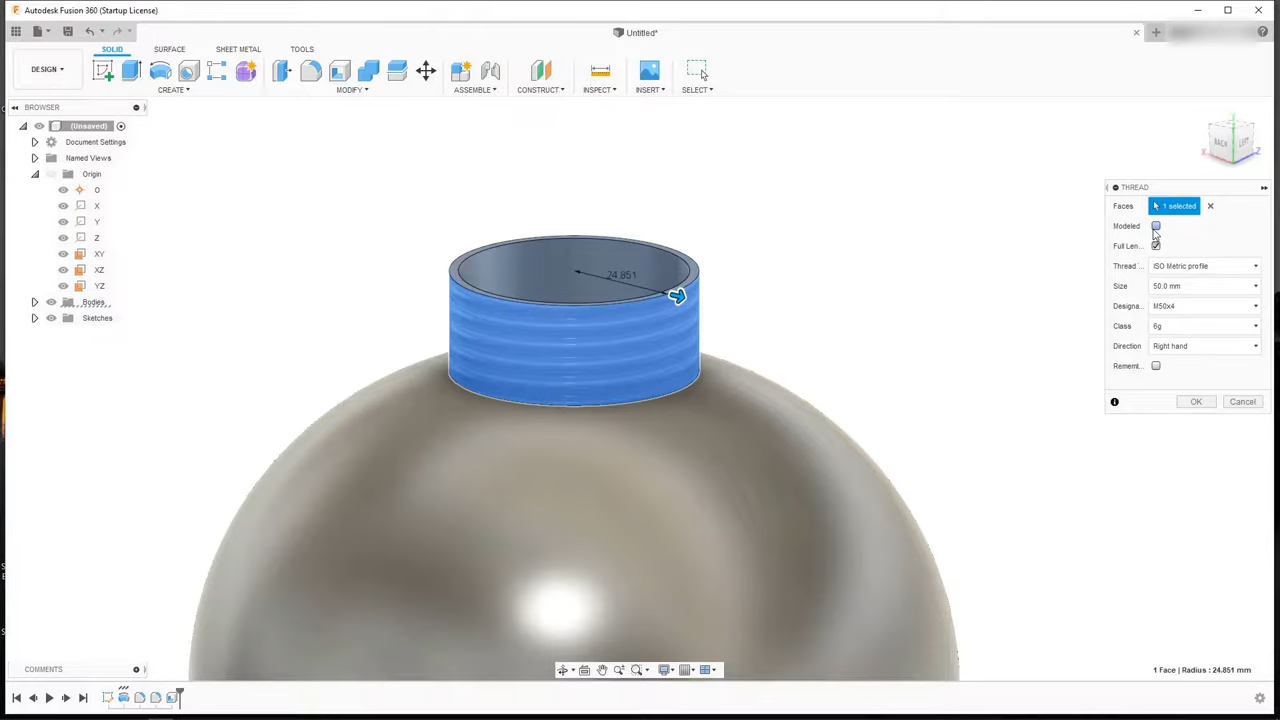 Autodesk Fusion 360 (Startup License)
Untitled*
DESIGN
SOLID
SURFACE
SHEET METAL
TOOLS
CREATE
MODIFY
ASSEMBLE
CONSTRUCT
INSPECT
INSERT
SELECT
BROWSER
(Unsaved)
Document Settings
Named Views
Origin
O
X
Y
Z
XY
XZ
YZ
Bodies
Sketches
24.851
BACK
LEFT
X
Z
THREAD
Faces 1 selected
Modeled
Full Len...
Thread ... ISO Metric profile
Size 50.0 mm
Designa... M50x4
Class 6g
Direction Right hand
Remem...
OK Cancel
COMMENTS
1 Face | Radius : 24.851 mm